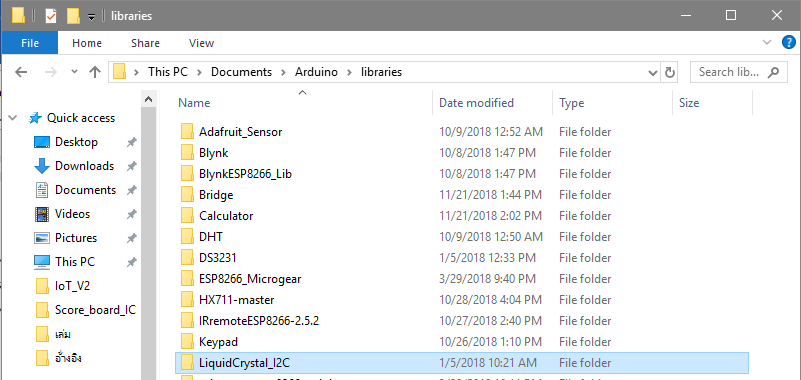 libraries
File Home Share View
This PC Documents Arduino libraries Search lib...
Name Date modified Type Size
Quick access
Desktop
Downloads
Documents
Videos
Pictures
This PC
IoT_V2
Score_board_IC
เล่ม
อ้างอิง
Adafruit_Sensor 10/9/2018 12:52 AM File folder
Blynk 10/8/2018 1:47 PM File folder
BlynkESP8266_Lib 10/8/2018 1:47 PM File folder
Bridge 11/21/2018 1:44 PM File folder
Calculator 11/21/2018 2:02 PM File folder
DHT 10/9/2018 12:50 AM File folder
DS3231 1/5/2018 12:33 PM File folder
ESP8266_Microgear 3/29/2018 9:40 PM File folder
HX711-master 10/28/2018 4:04 PM File folder
IRremoteESP8266-2.5.2 10/27/2018 2:40 PM File folder
Keypad 10/26/2018 1:10 PM File folder
LiquidCrystal_I2C 1/5/2018 10:21 AM File folder